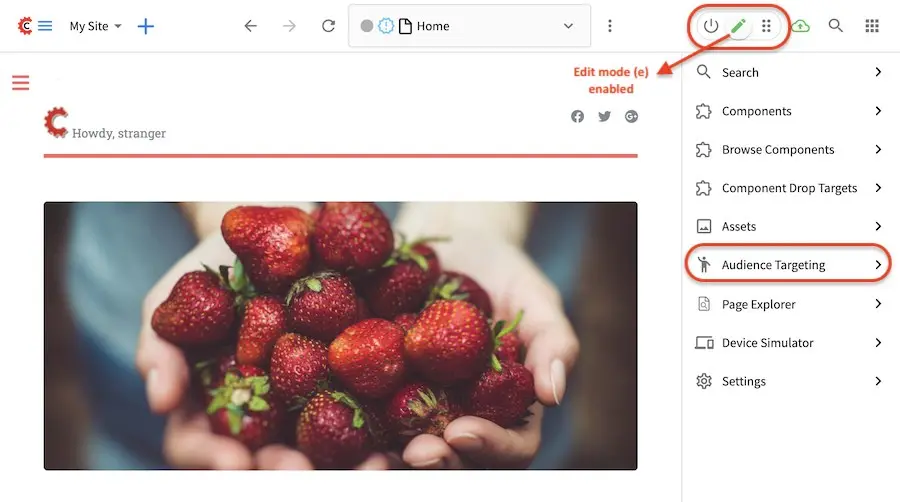 My Site
Home
Edit mode (e)
enabled
Howdy, stranger
Search
Components
Browse Components
Component Drop Targets
Assets
Audience Targeting
Page Explorer
Device Simulator
Settings